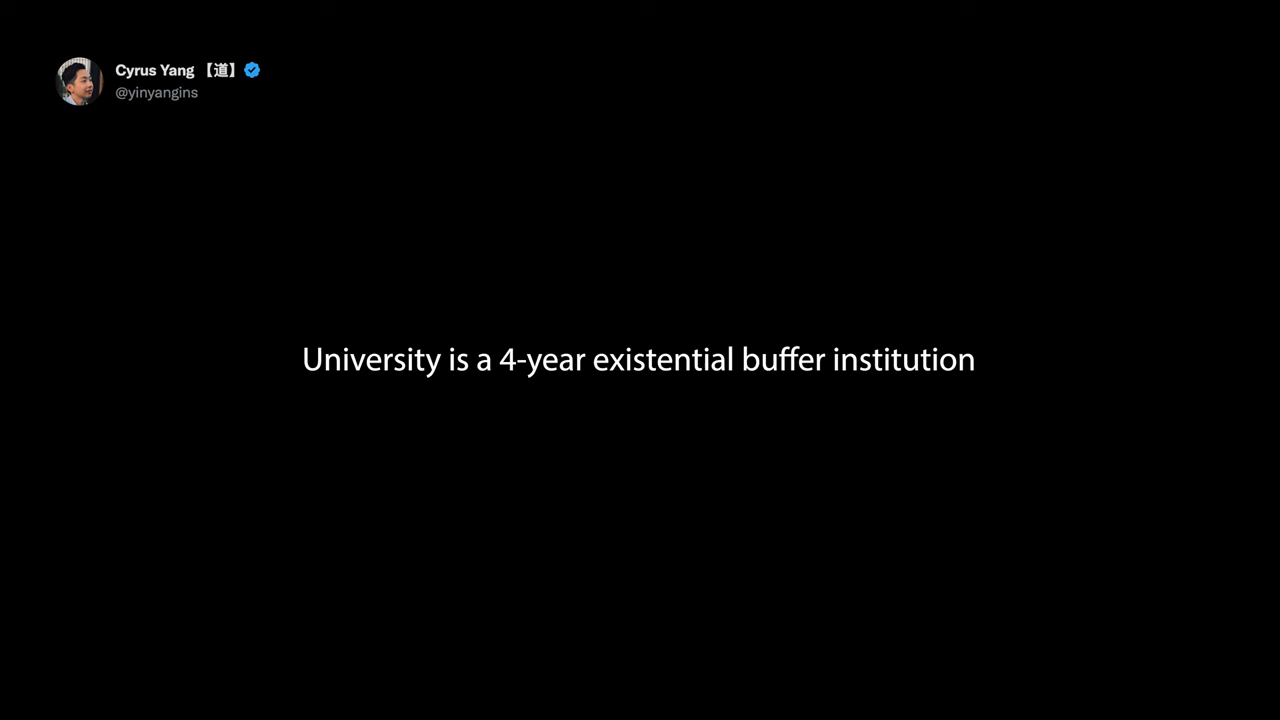 Cyrus Yang 【道】
@yinyangins
University is a 4-year existential buffer institution